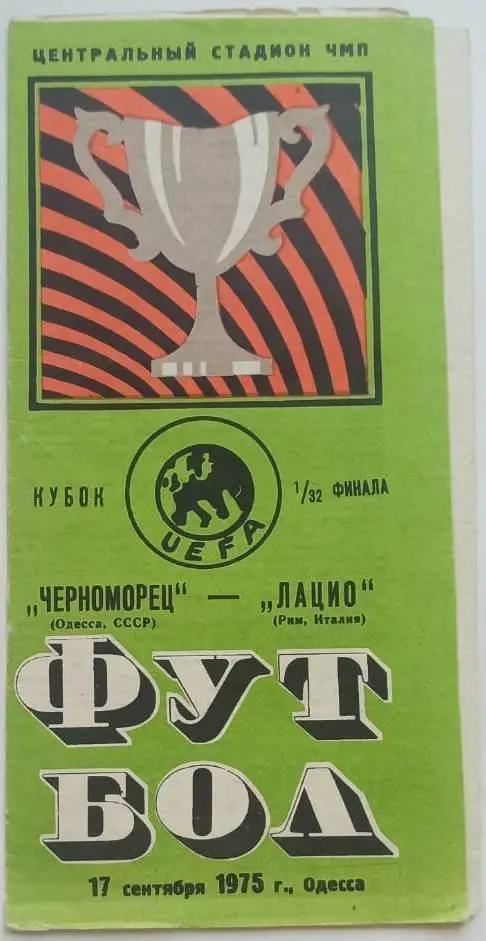 ЦЕНТРАЛЬНЫЙ СТАДИОН ЧМП
КУБОК
UEFA
1/32 ФИНАЛА
„ЧЕРНОМОРЕЦ“ — „ЛАЦИО“
(Одесса, СССР) (Рим, Италия)
ФУТ
БОЛ
17 сентября 1975 г., Одесса